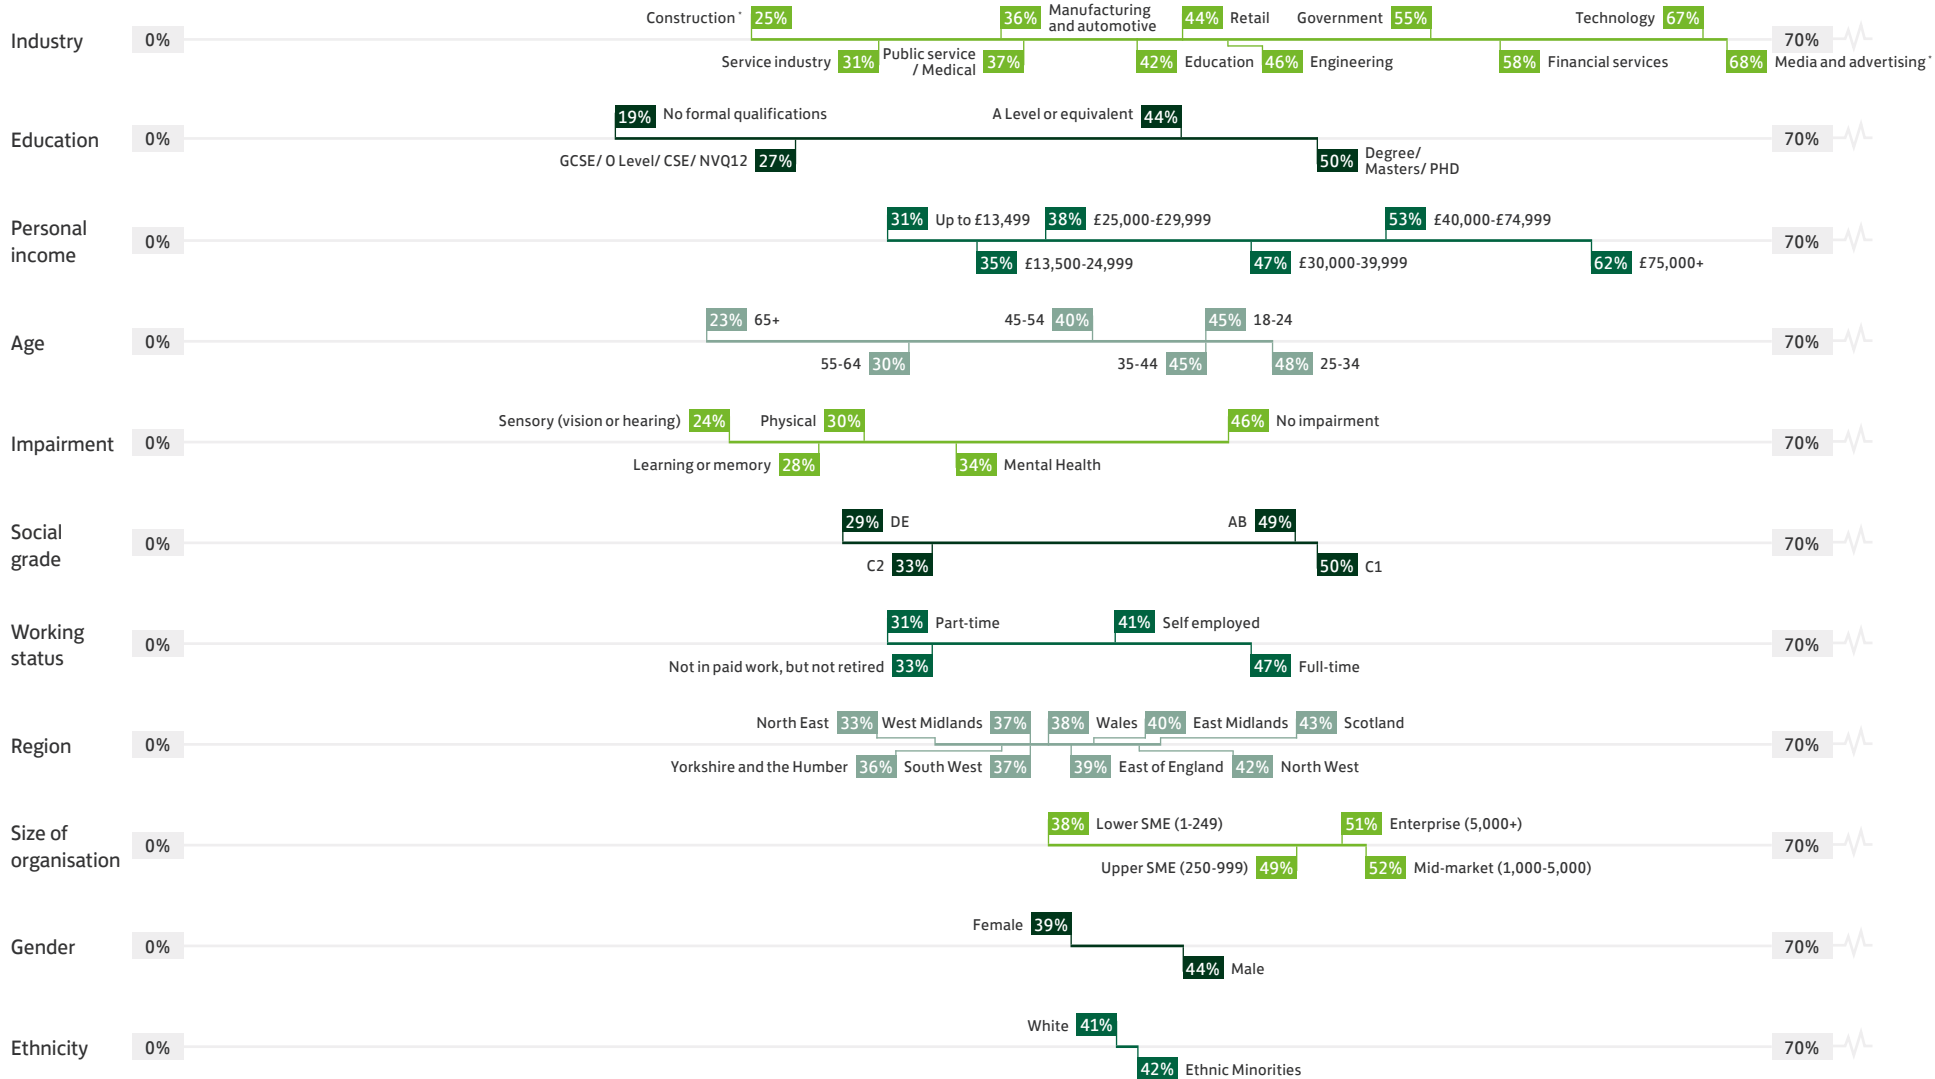 Industry
0%
Construction*
25%
36%
Manufacturing
and automotive
44%
Retail
Government
55%
Technology
67%
Service industry
31%
Public service
/ Medical
37%
42%
Education
46%
Engineering
58%
Financial services
68%
Media and advertising*
70%
Education
0%
19%
No formal qualifications
A Level or equivalent
44%
GCSE/ O Level/ CSE/ NVQ12
27%
50%
Degree/
Masters/ PHD
70%
Personal
income
0%
31%
Up to £13,499
38%
£25,000-£29,999
53%
£40,000-£74,999
35%
£13,500-24,999
47%
£30,000-39,999
62%
£75,000+
70%
Age
0%
23%
65+
45-54
40%
45%
18-24
55-64
30%
35-44
45%
48%
25-34
70%
Impairment
0%
Sensory (vision or hearing)
24%
Physical
30%
46%
No impairment
Learning or memory
28%
34%
Mental Health
70%
Social
grade
0%
29%
DE
AB
49%
C2
33%
50%
C1
70%
Working
status
0%
31%
Part-time
41%
Self employed
Not in paid work, but not retired
33%
47%
Full-time
70%
Region
0%
North East
33%
West Midlands
37%
38%
Wales
40%
East Midlands
43%
Scotland
Yorkshire and the Humber
36%
South West
37%
39%
East of England
42%
North West
70%
Size of
organisation
0%
38%
Lower SME (1-249)
51%
Enterprise (5,000+)
Upper SME (250-999)
49%
52%
Mid-market (1,000-5,000)
70%
Gender
0%
Female
39%
44%
Male
70%
Ethnicity
0%
White
41%
42%
Ethnic Minorities
70%